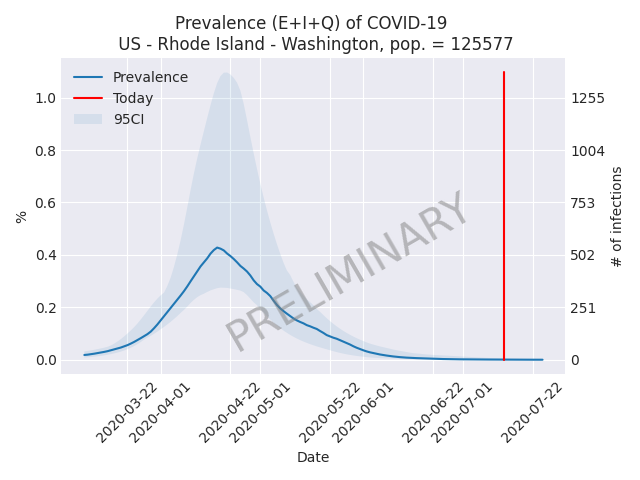 Prevalence (E+I+Q) of COVID-19
US - Rhode Island - Washington, pop. = 125577
Prevalence
Today
95CI
1.0
0.8
0.6
0.4
0.2
0.0
%
1255
1004
753
502
251
0
# of infections
PRELIMINARY
2020-03-22
2020-04-01
2020-04-22
2020-05-01
2020-05-22
2020-06-01
2020-06-22
2020-07-01
2020-07-22
Date